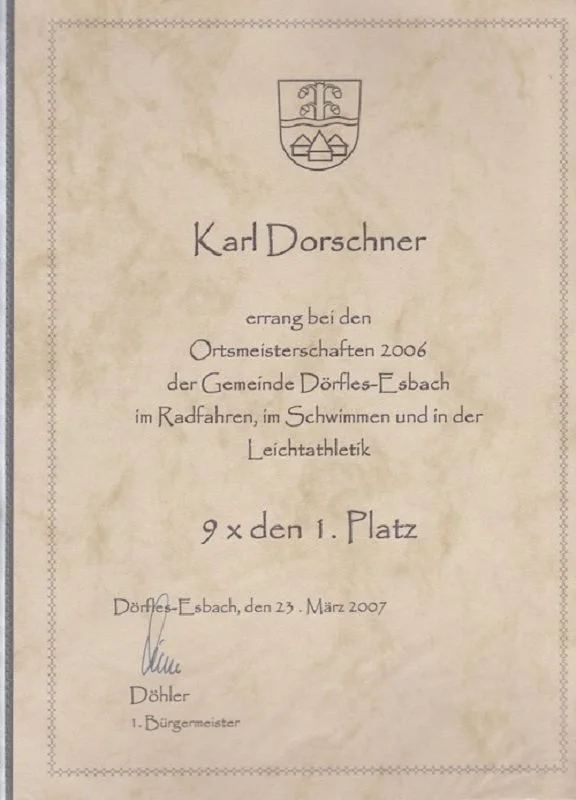 Karl Dorschner
errang bei den
Ortsmeisterschaften 2006
der Gemeinde Dörfles-Esbach
im Radfahren, im Schwimmen und in der
Leichtathletik
9 x den 1. Platz
Dörfles-Esbach, den 23 . März 2007
Döhler
1. Bürgermeister